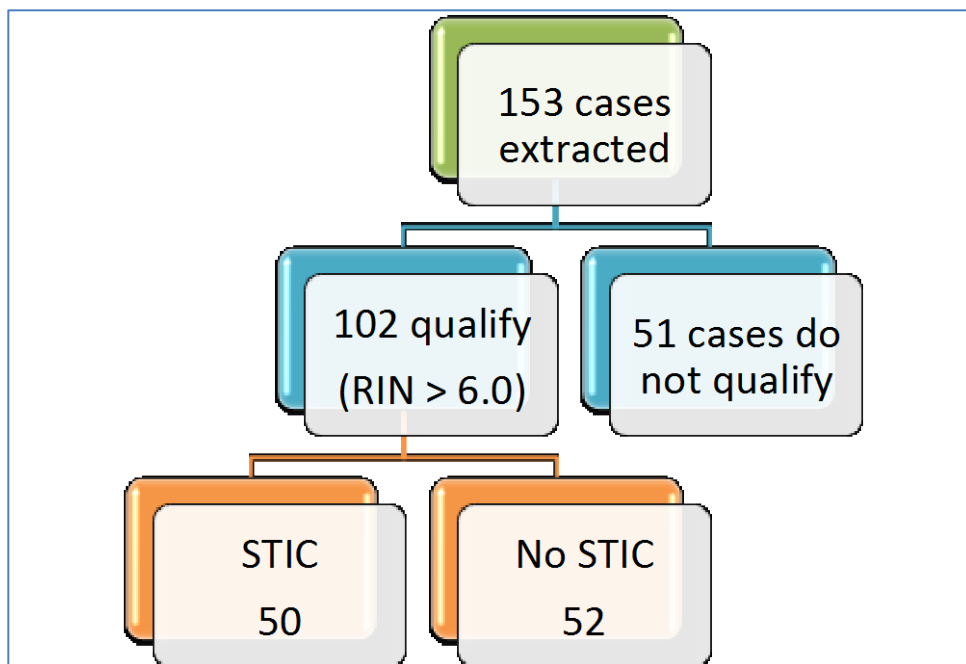 153 cases
extracted
102 qualify
(RIN > 6.0)
51 cases do
not qualify
STIC
50
No STIC
52